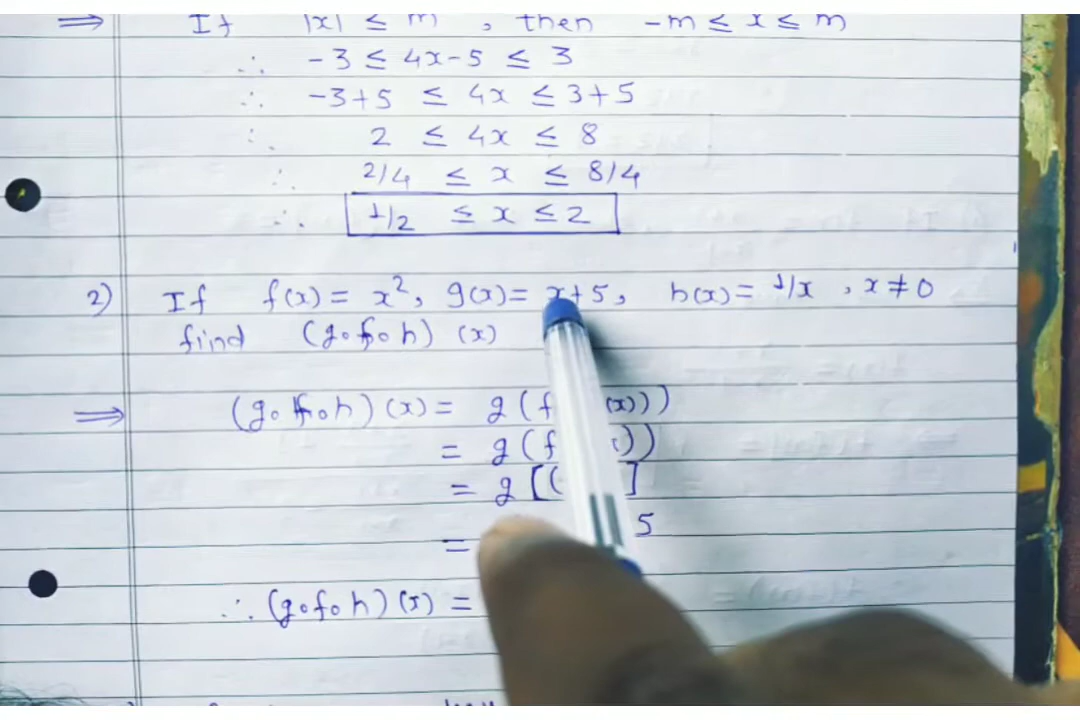 ⇒ If |x| ≤ m, then -m ≤ x ≤ m
∴ -3 ≤ 4x-5 ≤ 3
∴ -3+5 ≤ 4x ≤ 3+5
∴ 2 ≤ 4x ≤ 8
∴ 2/4 ≤ x ≤ 8/4
∴ 1/2 ≤ x ≤ 2
2) If f(x) = x², g(x) = x+5, h(x) = 1/x, x≠0
find (gofoh) (x)
⇒ (gofoh)(x) = g(f (x)))
= g(f ))
= g[( ]
= 5
∴ (gofoh)(x) =